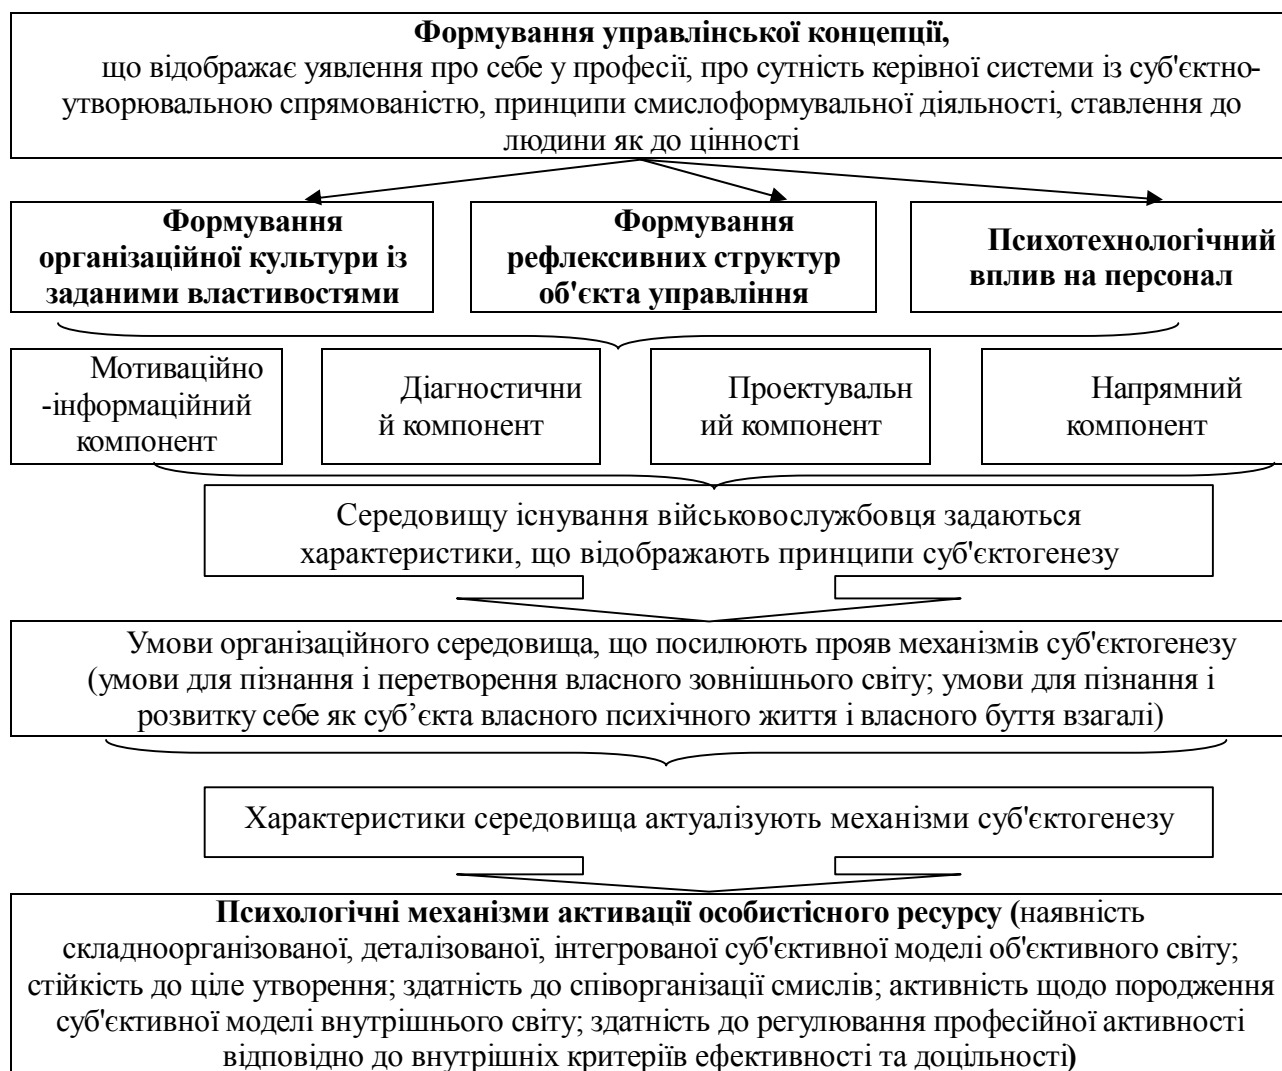 Формування управлінської концепції,
що відображає уявлення про себе у професії, про сутність керівної системи із суб'єктно-
утворювальною спрямованістю, принципи смислоформувальної діяльності, ставлення до
людини як до цінності
Формування
організаційної культури із
заданими властивостями
Формування
рефлексивних структур
об'єкта управління
Психотехнологічний
вплив на персонал
Мотиваційно
-інформаційний
компонент
Діагностични
й компонент
Проектувальн
ий компонент
Напрямний
компонент
Середовищу існування військовослужбовця задаються
характеристики, що відображають принципи суб'єктогенезу
Умови організаційного середовища, що посилюють прояв механізмів суб'єктогенезу
(умови для пізнання і перетворення власного зовнішнього світу; умови для пізнання і
розвитку себе як суб’єкта власного психічного життя і власного буття взагалі)
Характеристики середовища актуалізують механізми суб'єктогенезу
Психологічні механізми активації особистісного ресурсу (наявність
складноорганізованої, деталізованої, інтегрованої суб'єктивної моделі об'єктивного світу;
стійкість до ціле утворення; здатність до співорганізації смислів; активність щодо породження
суб'єктивної моделі внутрішнього світу; здатність до регулювання професійної активності
відповідно до внутрішніх критеріїв ефективності та доцільності)